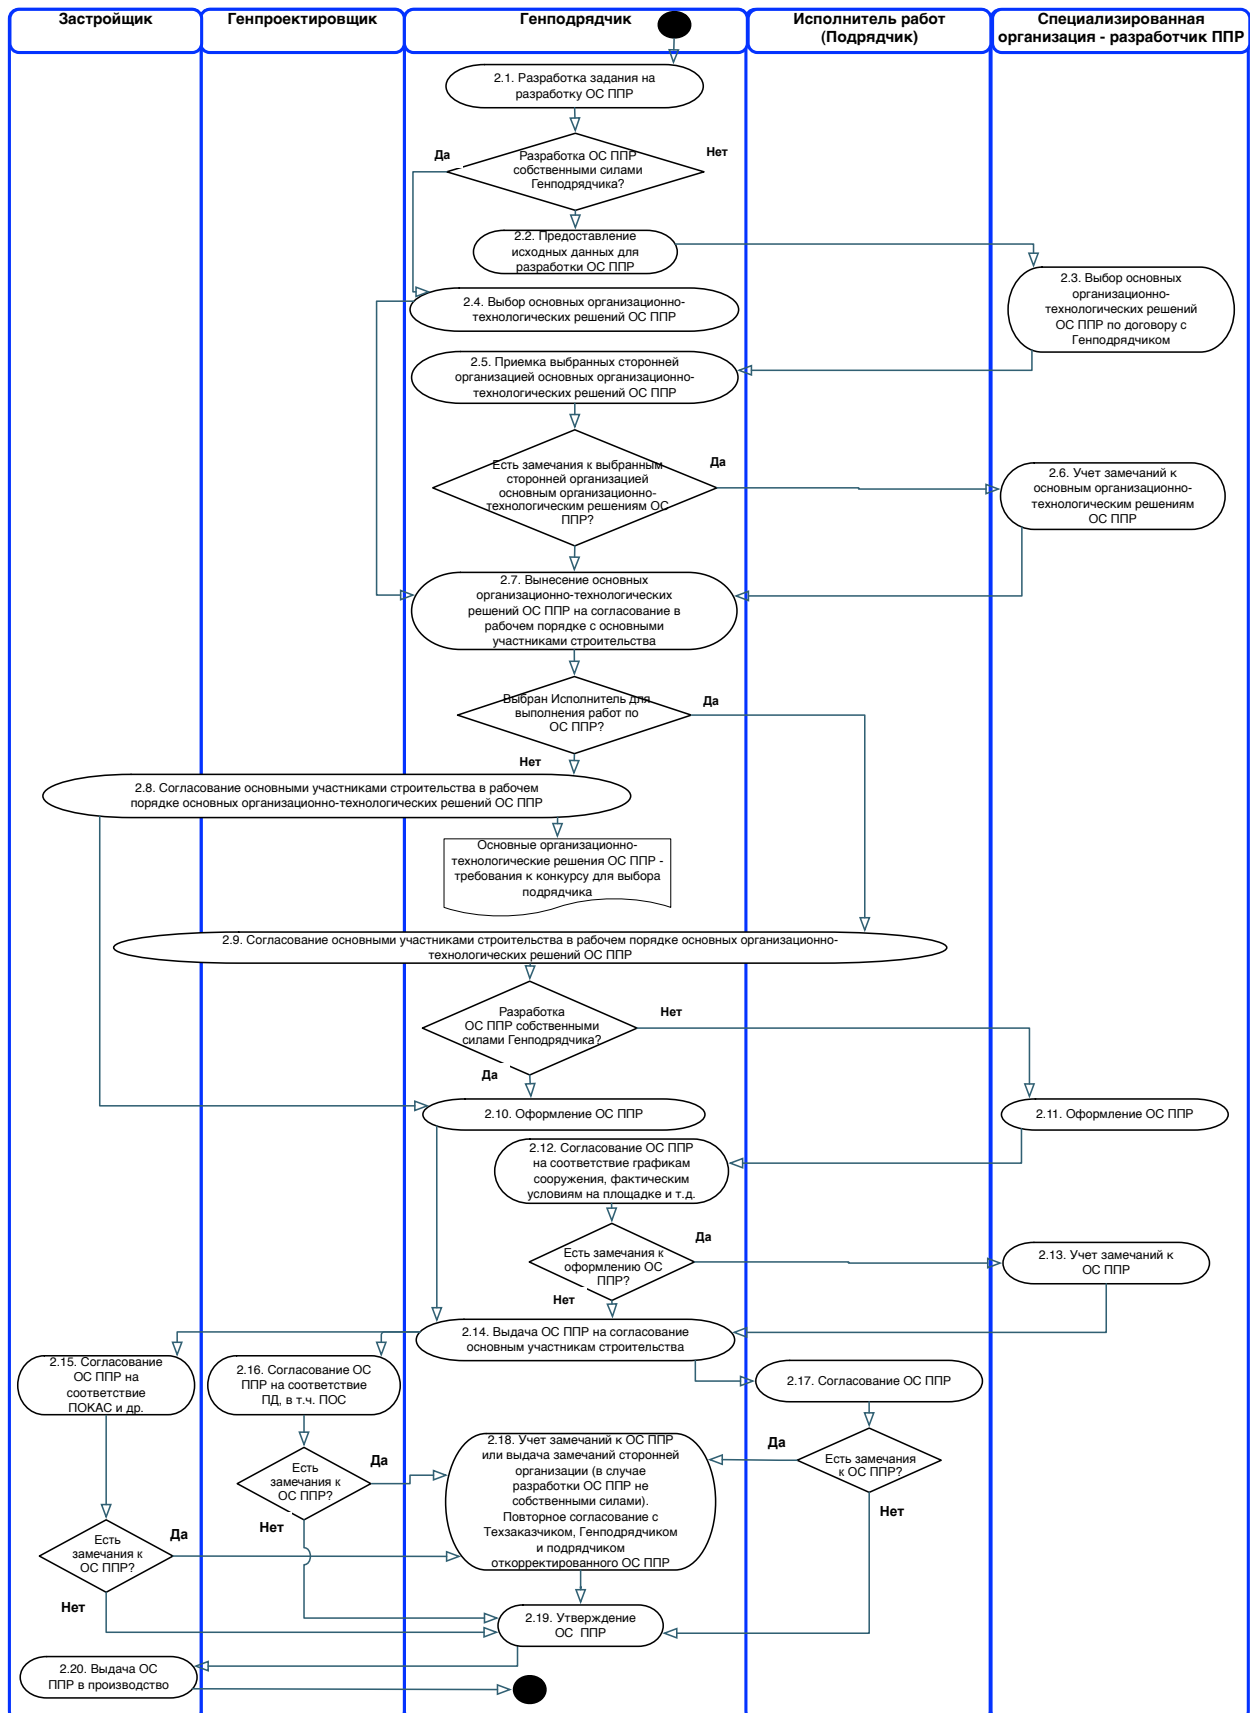 Застройщик
Генпроектировщик
Генподрядчик
Исполнитель работ
(Подрядчик)
Специализированная
организация - разработчик ППР
2.1. Разработка задания на
разработку ОС ППР
Да
Нет
Разработка ОС ППР
собственными силами
Генподрядчика?
2.2. Предоставление
исходных данных для
разработки ОС ППР
2.3. Выбор основных
организационно-
технологических решений
ОС ППР по договору с
Генподрядчиком
2.4. Выбор основных организационно-
технологических решений ОС ППР
2.5. Приемка выбранных сторонней
организацией основных организационно-
технологических решений ОС ППР
Есть замечания к выбранным
сторонней организацией
основным организационно-
технологическим решениям ОС
ППР?
Да
2.6. Учет замечаний к
основным организационно-
технологическим решениям
ОС ППР
2.7. Вынесение основных
организационно-технологических
решений ОС ППР на согласование в
рабочем порядке с основными
участниками строительства
Выбран Исполнитель для
выполнения работ по
ОС ППР?
Да
Нет
2.8. Согласование основными участниками строительства в рабочем
порядке основных организационно-технологических решений ОС ППР
Основные организационно-
технологические решения ОС ППР -
требования к конкурсу для выбора
подрядчика
2.9. Согласование основными участниками строительства в рабочем порядке основных организационно-
технологических решений ОС ППР
Разработка
ОС ППР собственными
силами Генподрядчика?
Нет
Да
2.10. Оформление ОС ППР
2.11. Оформление ОС ППР
2.12. Согласование ОС ППР
на соответствие графикам
сооружения, фактическим
условиям на площадке и т.д.
Есть замечания к
оформлению ОС
ППР?
Да
Нет
2.13. Учет замечаний к
ОС ППР
2.14. Выдача ОС ППР на согласование
основным участникам строительства
2.15. Согласование
ОС ППР на
соответствие
ПОКАС и др.
2.16. Согласование ОС
ППР на соответствие
ПД, в т.ч. ПОС
2.17. Согласование ОС ППР
2.18. Учет замечаний к ОС ППР
или выдача замечаний сторонней
организации (в случае
разработки ОС ППР не
собственными силами).
Повторное согласование с
Техзаказчиком, Генподрядчиком
и подрядчиком
откорректированного ОС ППР
Есть
замечания к
ОС ППР?
Да
Нет
Есть замечания
к ОС ППР?
Да
Нет
Есть
замечания к
ОС ППР?
Да
Нет
2.19. Утверждение
ОС ППР
2.20. Выдача ОС
ППР в производство